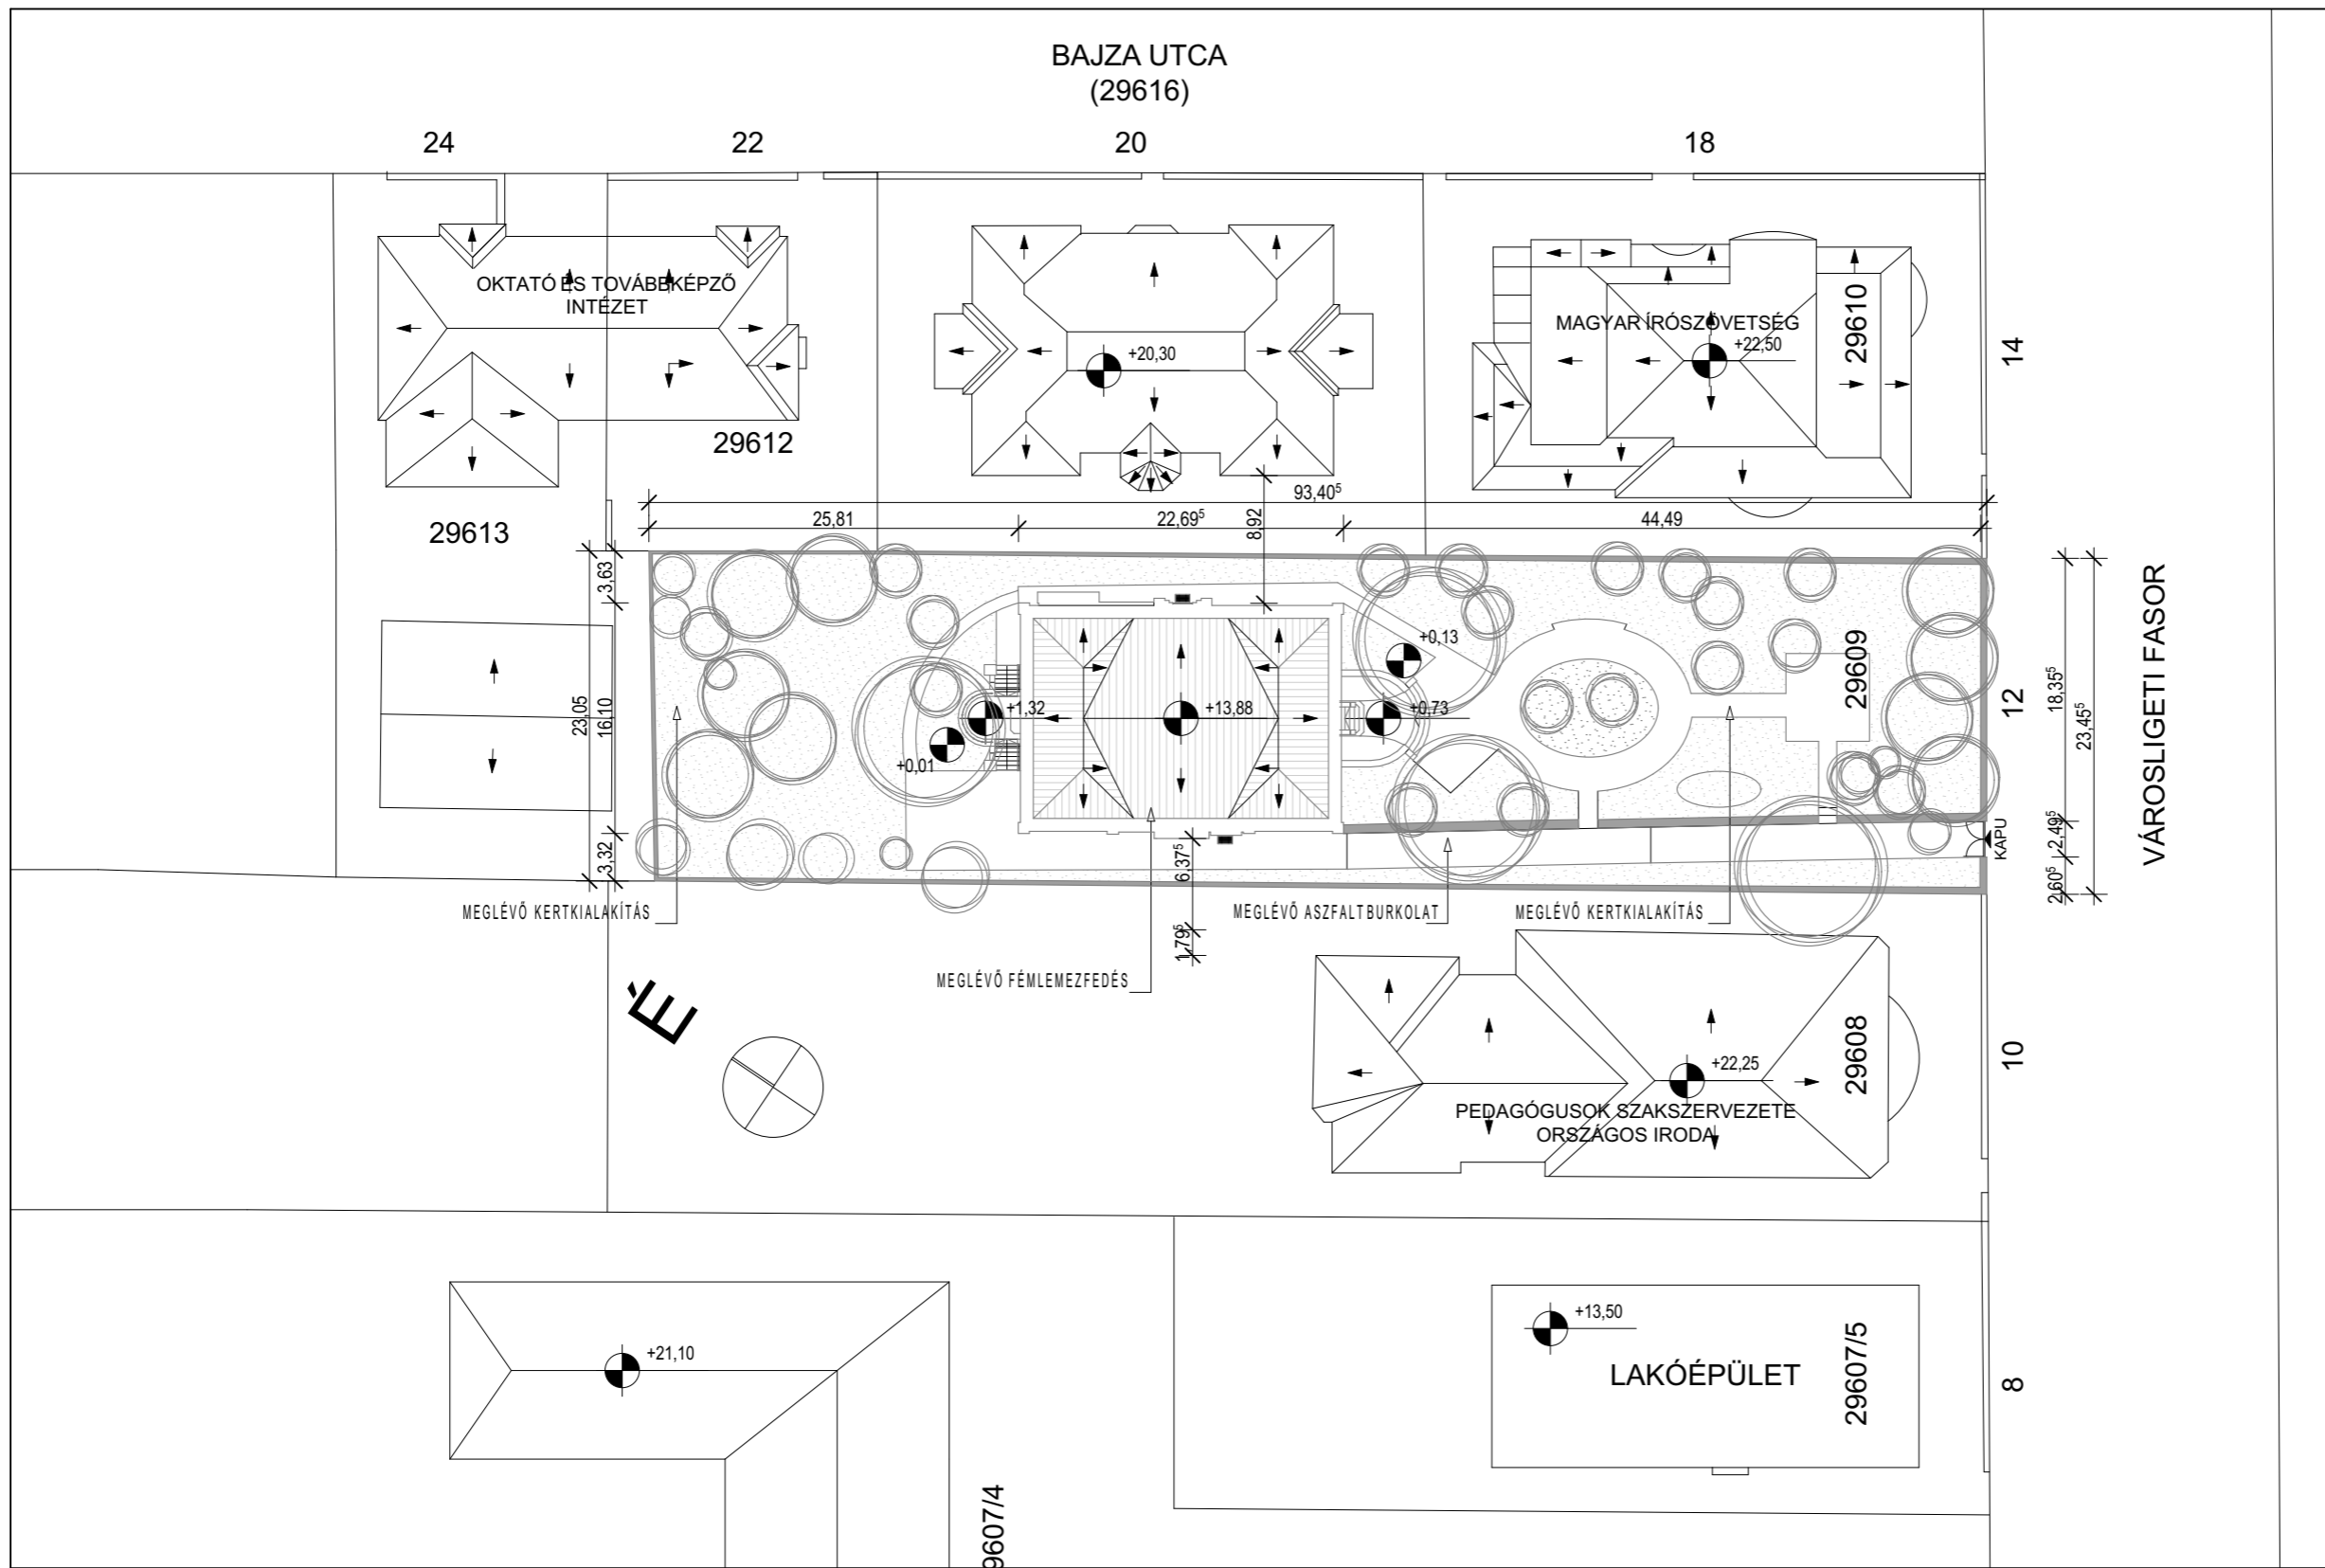 BAJZA UTCA
(29616)
24
22
20
18
OKTATÓ ÉS TOVÁBBKÉPZŐ
INTÉZET
+20,30
MAGYAR ÍRÓSZÖVETSÉG
+22,50
29610
14
29612
29613
93,40⁵
25,81
22,69⁵
44,49
8,92
3,63
23,05
16,10
3,32
+0,13
+1,32
+13,88
+0,73
+0,01
29609
12
18,35⁵
23,45⁵
2,49⁵
2,60⁵
KAPU
VÁROSLIGETI FASOR
6,37⁵
1,79⁵
MEGLÉVŐ KERTKIALAKÍTÁS
MEGLÉVŐ ASZFALTBURKOLAT
MEGLÉVŐ KERTKIALAKÍTÁS
MEGLÉVŐ FÉMLEMEZFEDÉS
É
+22,25
29608
10
PEDAGÓGUSOK SZAKSZERVEZETE
ORSZÁGOS IRODA
+21,10
+13,50
LAKÓÉPÜLET
29607/5
8
9607/4